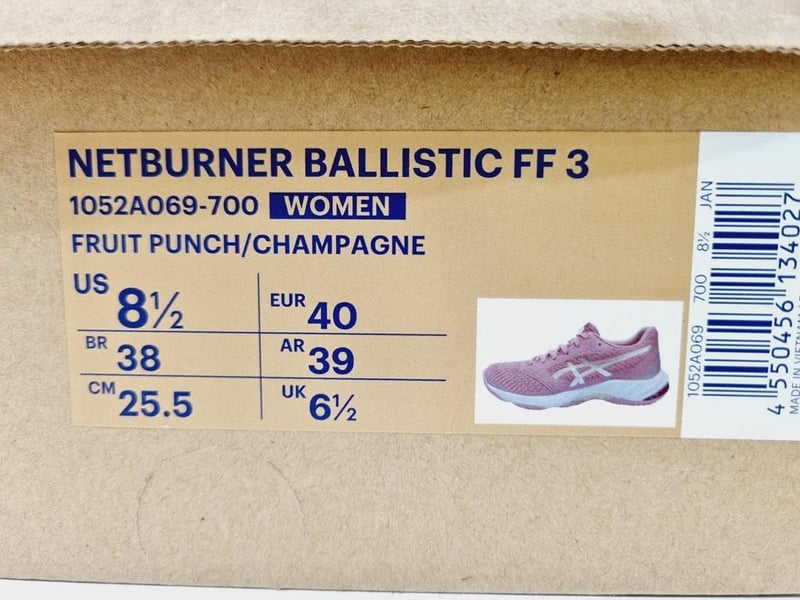 NETBURNER BALLISTIC FF 3
1052A069-700 WOMEN
FRUIT PUNCH/CHAMPAGNE
US 8½ EUR 40
BR 38 AR 39
CM 25.5 UK 6½
1052A069 700 8½ JAN
4 550456 134027
MADE IN VIETNAM